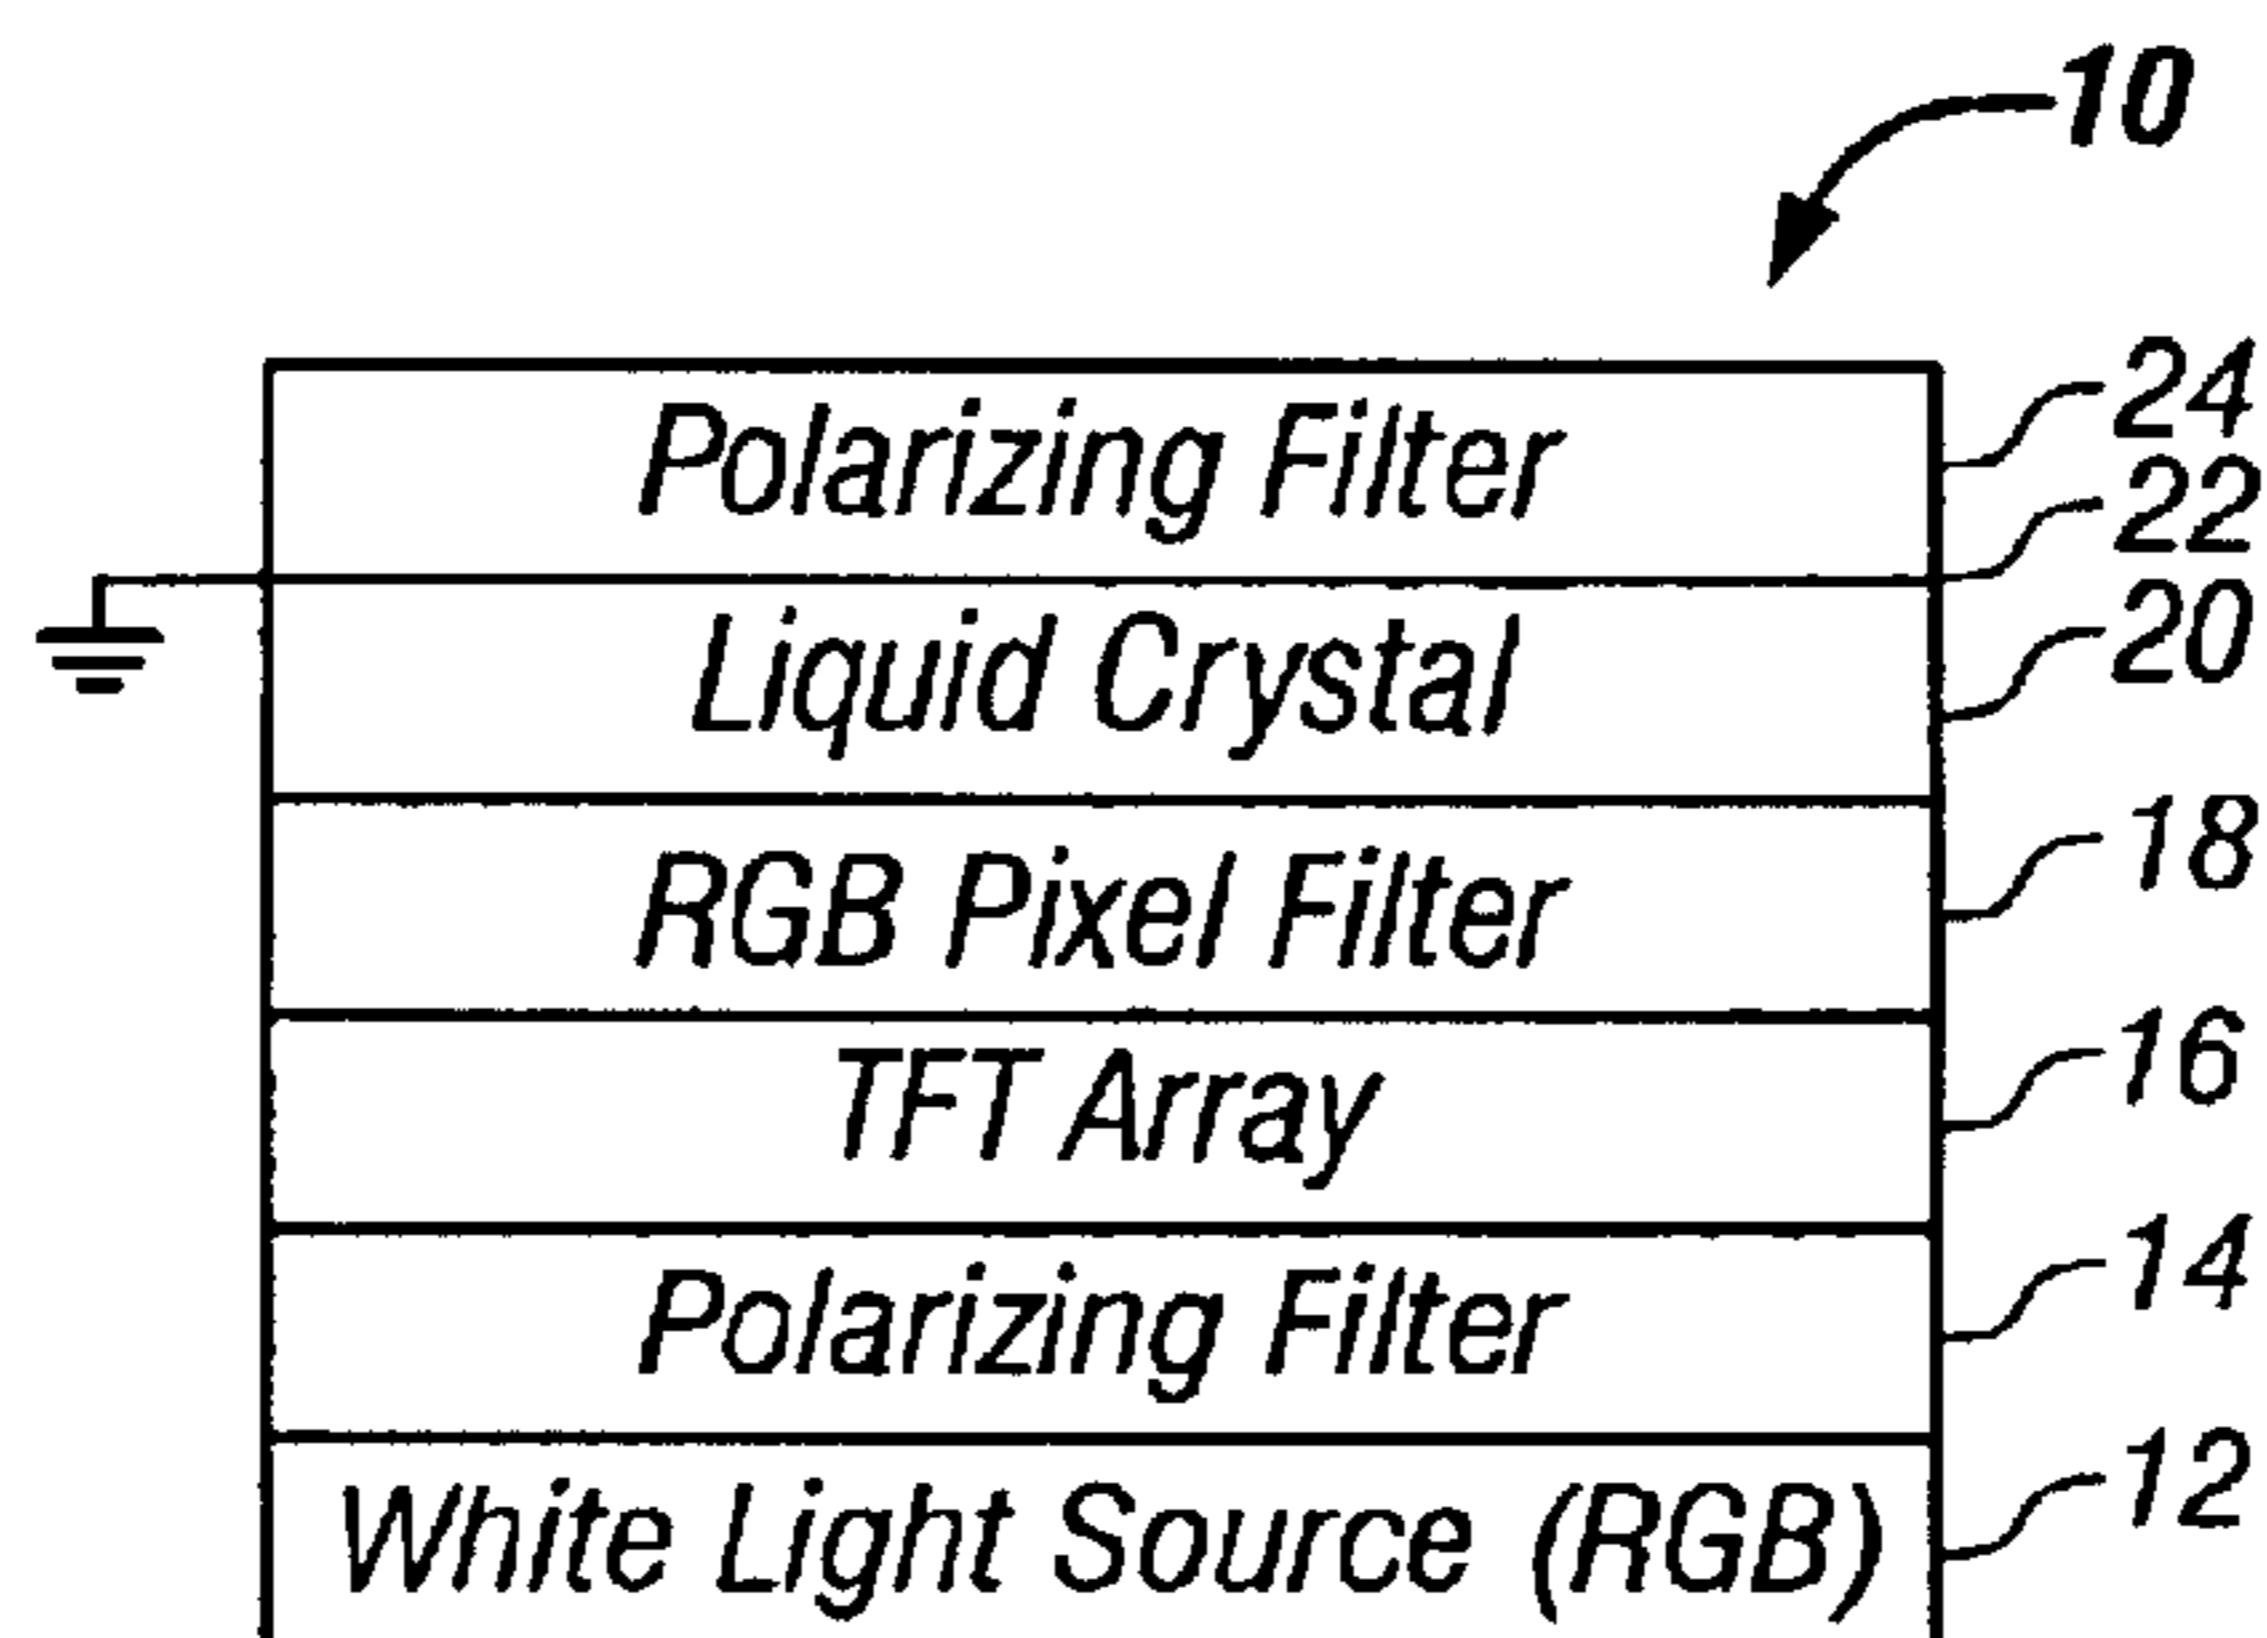 10
Polarizing Filter 24
22
Liquid Crystal 20
RGB Pixel Filter 18
TFT Array 16
Polarizing Filter 14
White Light Source (RGB) 12